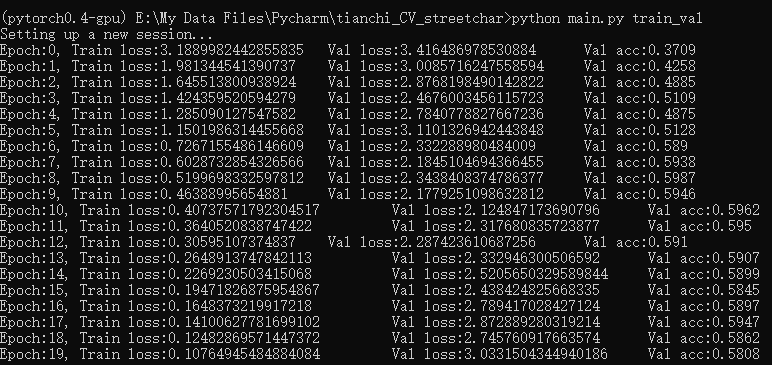 (pytorch0.4-gpu) E:\My Data Files\Pycharm\tianchi_CV_streetchar>python main.py train_val
Setting up a new session...
Epoch:0, Train loss:3.1889982442855835 Val loss:3.416486978530884 Val acc:0.3709
Epoch:1, Train loss:1.981344541390737 Val loss:3.0085716247558594 Val acc:0.4258
Epoch:2, Train loss:1.645513800938924 Val loss:2.8768198490142822 Val acc:0.4885
Epoch:3, Train loss:1.424359520594279 Val loss:2.4676003456115723 Val acc:0.5109
Epoch:4, Train loss:1.285090127547582 Val loss:2.7840778827667236 Val acc:0.4875
Epoch:5, Train loss:1.1501986314455668 Val loss:3.1101326942443848 Val acc:0.5128
Epoch:6, Train loss:0.7267155486146609 Val loss:2.332288980484009 Val acc:0.589
Epoch:7, Train loss:0.6028732854326566 Val loss:2.1845104694366455 Val acc:0.5938
Epoch:8, Train loss:0.5199698332597812 Val loss:2.3438408374786377 Val acc:0.5987
Epoch:9, Train loss:0.46388995654881 Val loss:2.1779251098632812 Val acc:0.5946
Epoch:10, Train loss:0.40737571792304517 Val loss:2.124847173690796 Val acc:0.5962
Epoch:11, Train loss:0.3640520838747422 Val loss:2.317680835723877 Val acc:0.595
Epoch:12, Train loss:0.30595107374837 Val loss:2.287423610687256 Val acc:0.591
Epoch:13, Train loss:0.2648913747842113 Val loss:2.332946300506592 Val acc:0.5907
Epoch:14, Train loss:0.2269230503415068 Val loss:2.5205650329589844 Val acc:0.5899
Epoch:15, Train loss:0.19471826875954867 Val loss:2.438424825668335 Val acc:0.5845
Epoch:16, Train loss:0.1648373219917218 Val loss:2.789417028427124 Val acc:0.5897
Epoch:17, Train loss:0.14100627781699102 Val loss:2.872889280319214 Val acc:0.5947
Epoch:18, Train loss:0.12482869571447372 Val loss:2.745760917663574 Val acc:0.5862
Epoch:19, Train loss:0.10764945484884084 Val loss:3.0331504344940186 Val acc:0.5808